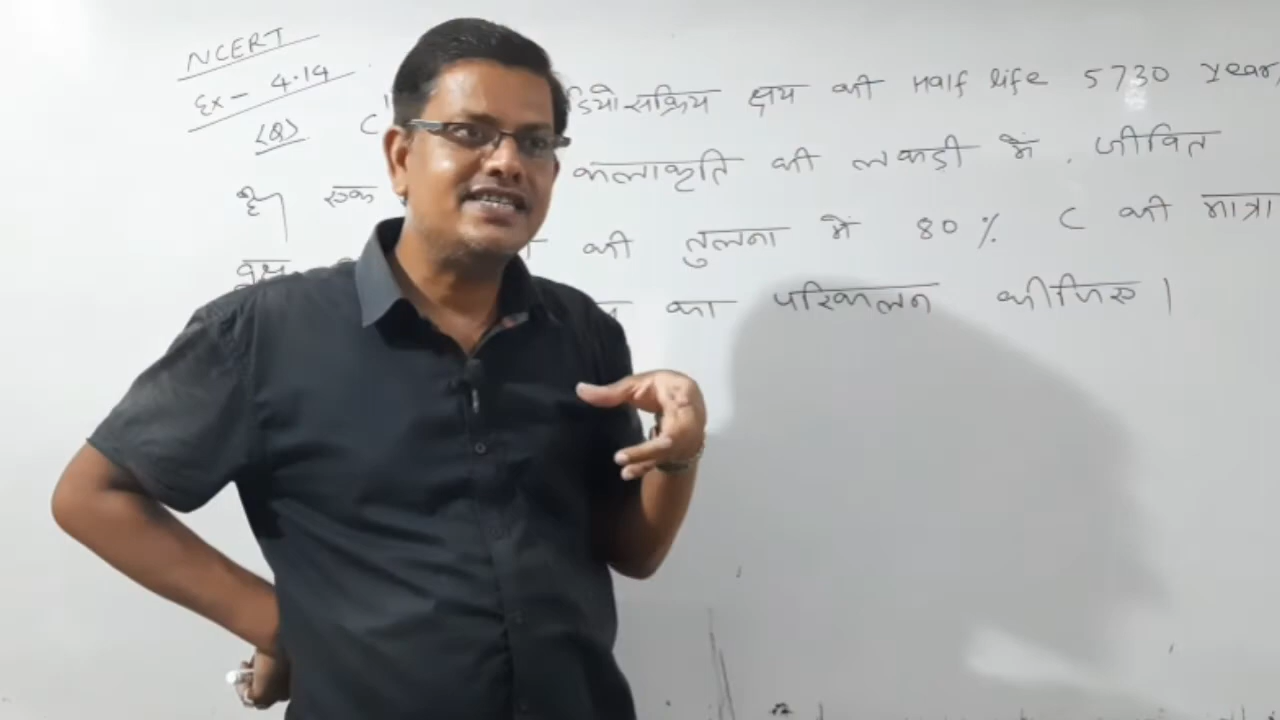 NCERT
Ex - 4.14
(Q). C रेडियोसक्रिय क्षय की Half life 5730 year,
है। एक कलाकृति की लकड़ी में, जीवित
वृक्ष की तुलना में 80 % C की मात्रा
का परिकलन कीजिए।